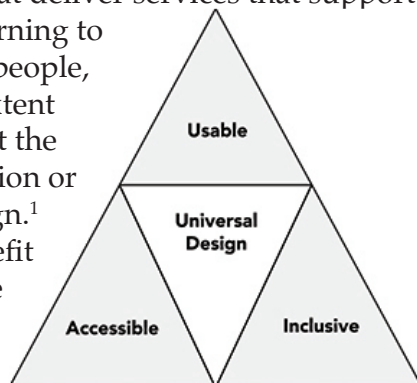 at deliver services that support
rning to
people,
tent
t the
ion or
gn.1
efit
e
Usable
Universal
Design
Accessible
Inclusive